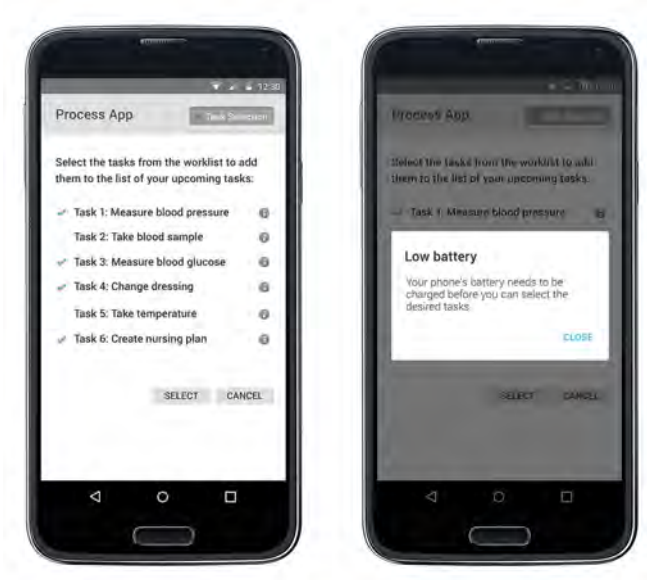 12:30
Process App
Task Selection
Select the tasks from the worklist to add
them to the list of your upcoming tasks:
Task 1: Measure blood pressure
Task 2: Take blood sample
Task 3: Measure blood glucose
Task 4: Change dressing
Task 5: Take temperature
Task 6: Create nursing plan
SELECT CANCEL
Process App
Select the tasks from the worklist to add
them to the list of your upcoming tasks:
Task 1: Measure blood pressure
Low battery
Your phone's battery needs to be
charged before you can select the
desired tasks
CLOSE
SELECT CANCEL